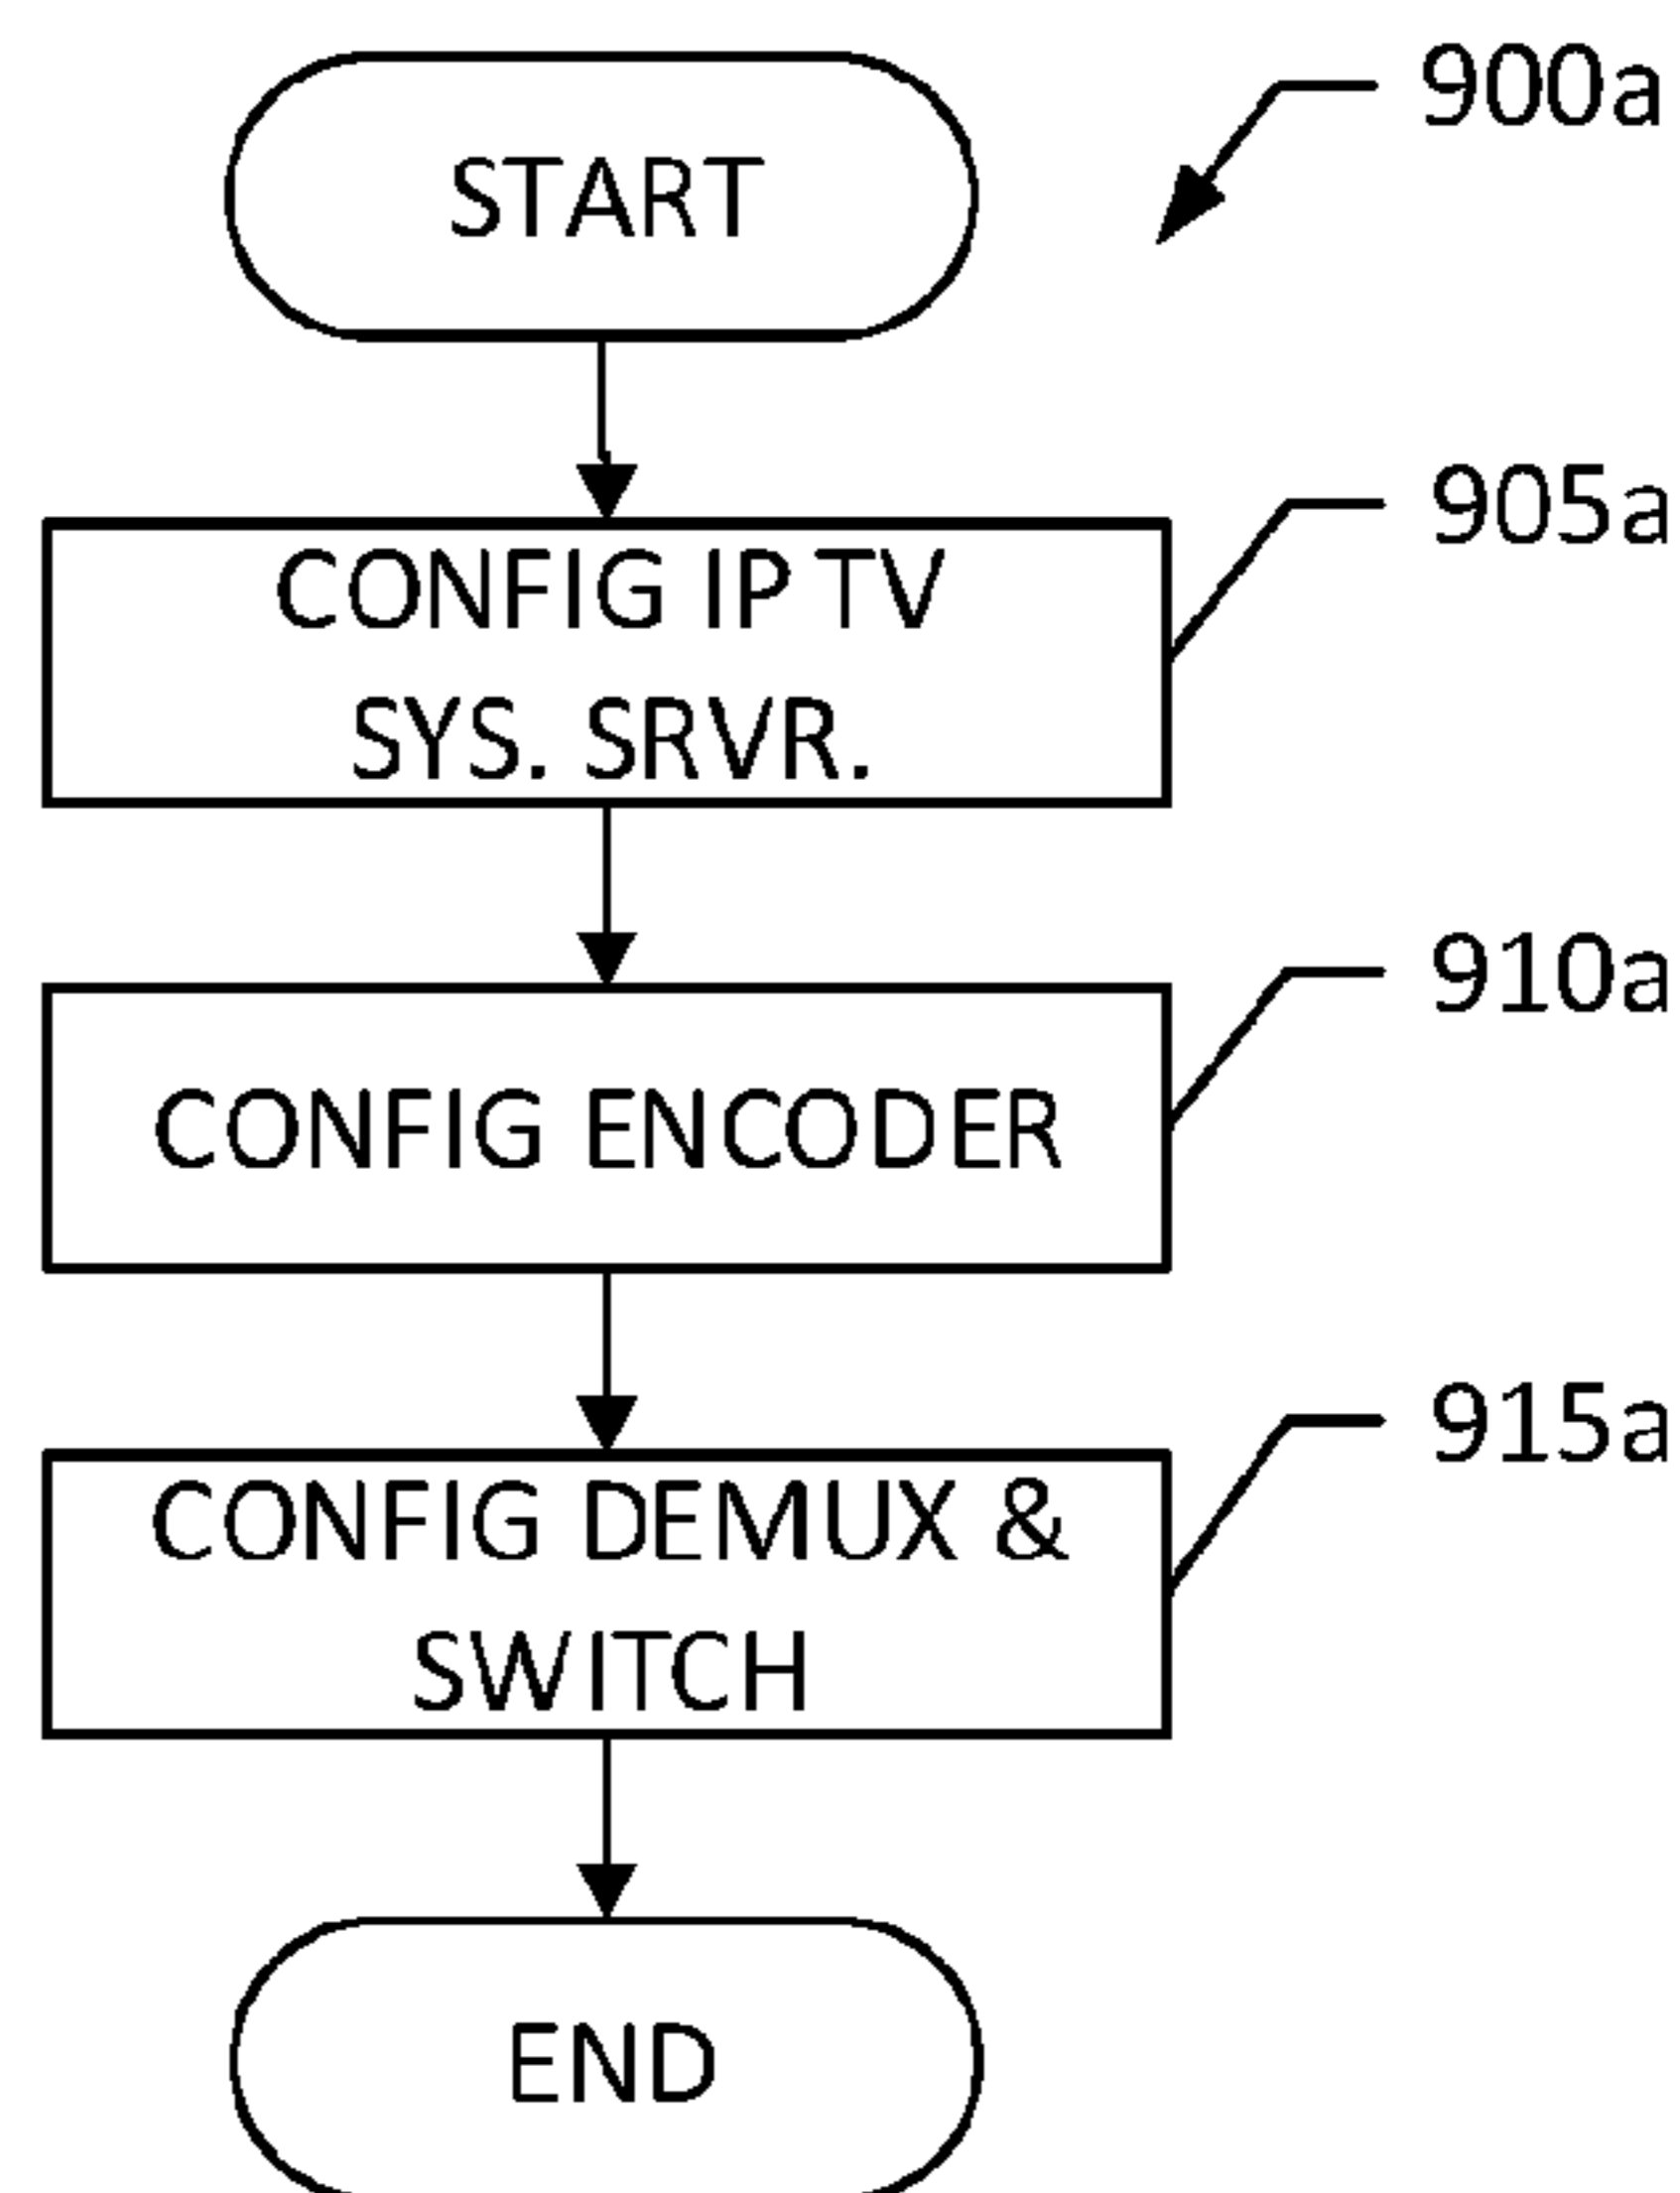 START
900a
905a
CONFIG IP TV
SYS. SRVR.
910a
CONFIG ENCODER
915a
CONFIG DEMUX &
SWITCH
END